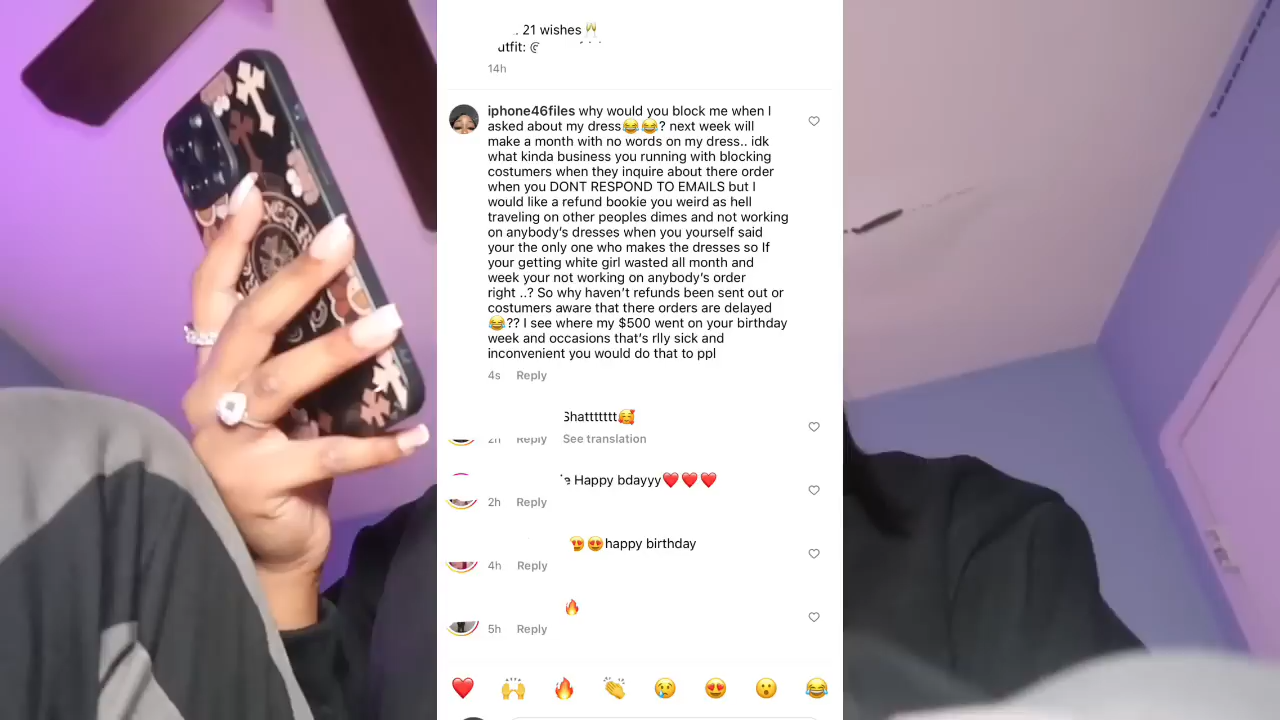 . 21 wishes 🥂
utfit: @
14h
iphone46files why would you block me when I
asked about my dress😂😂? next week will
make a month with no words on my dress.. idk
what kinda business you running with blocking
costumers when they inquire about there order
when you DONT RESPOND TO EMAILS but I
would like a refund bookie you weird as hell
traveling on other peoples dimes and not working
on anybody’s dresses when you yourself said
your the only one who makes the dresses so If
your getting white girl wasted all month and
week your not working on anybody’s order
right ..? So why haven’t refunds been sent out or
costumers aware that there orders are delayed
😂?? I see where my $500 went on your birthday
week and occasions that’s rlly sick and
inconvenient you would do that to ppl
4s Reply
Shattttttt🥰
2h Reply See translation
Happy bdayyy❤️❤️❤️
2h Reply
😍😍happy birthday
4h Reply
🔥
5h Reply
❤️ 🙌 🔥 👏 😢 😍 😮 😂